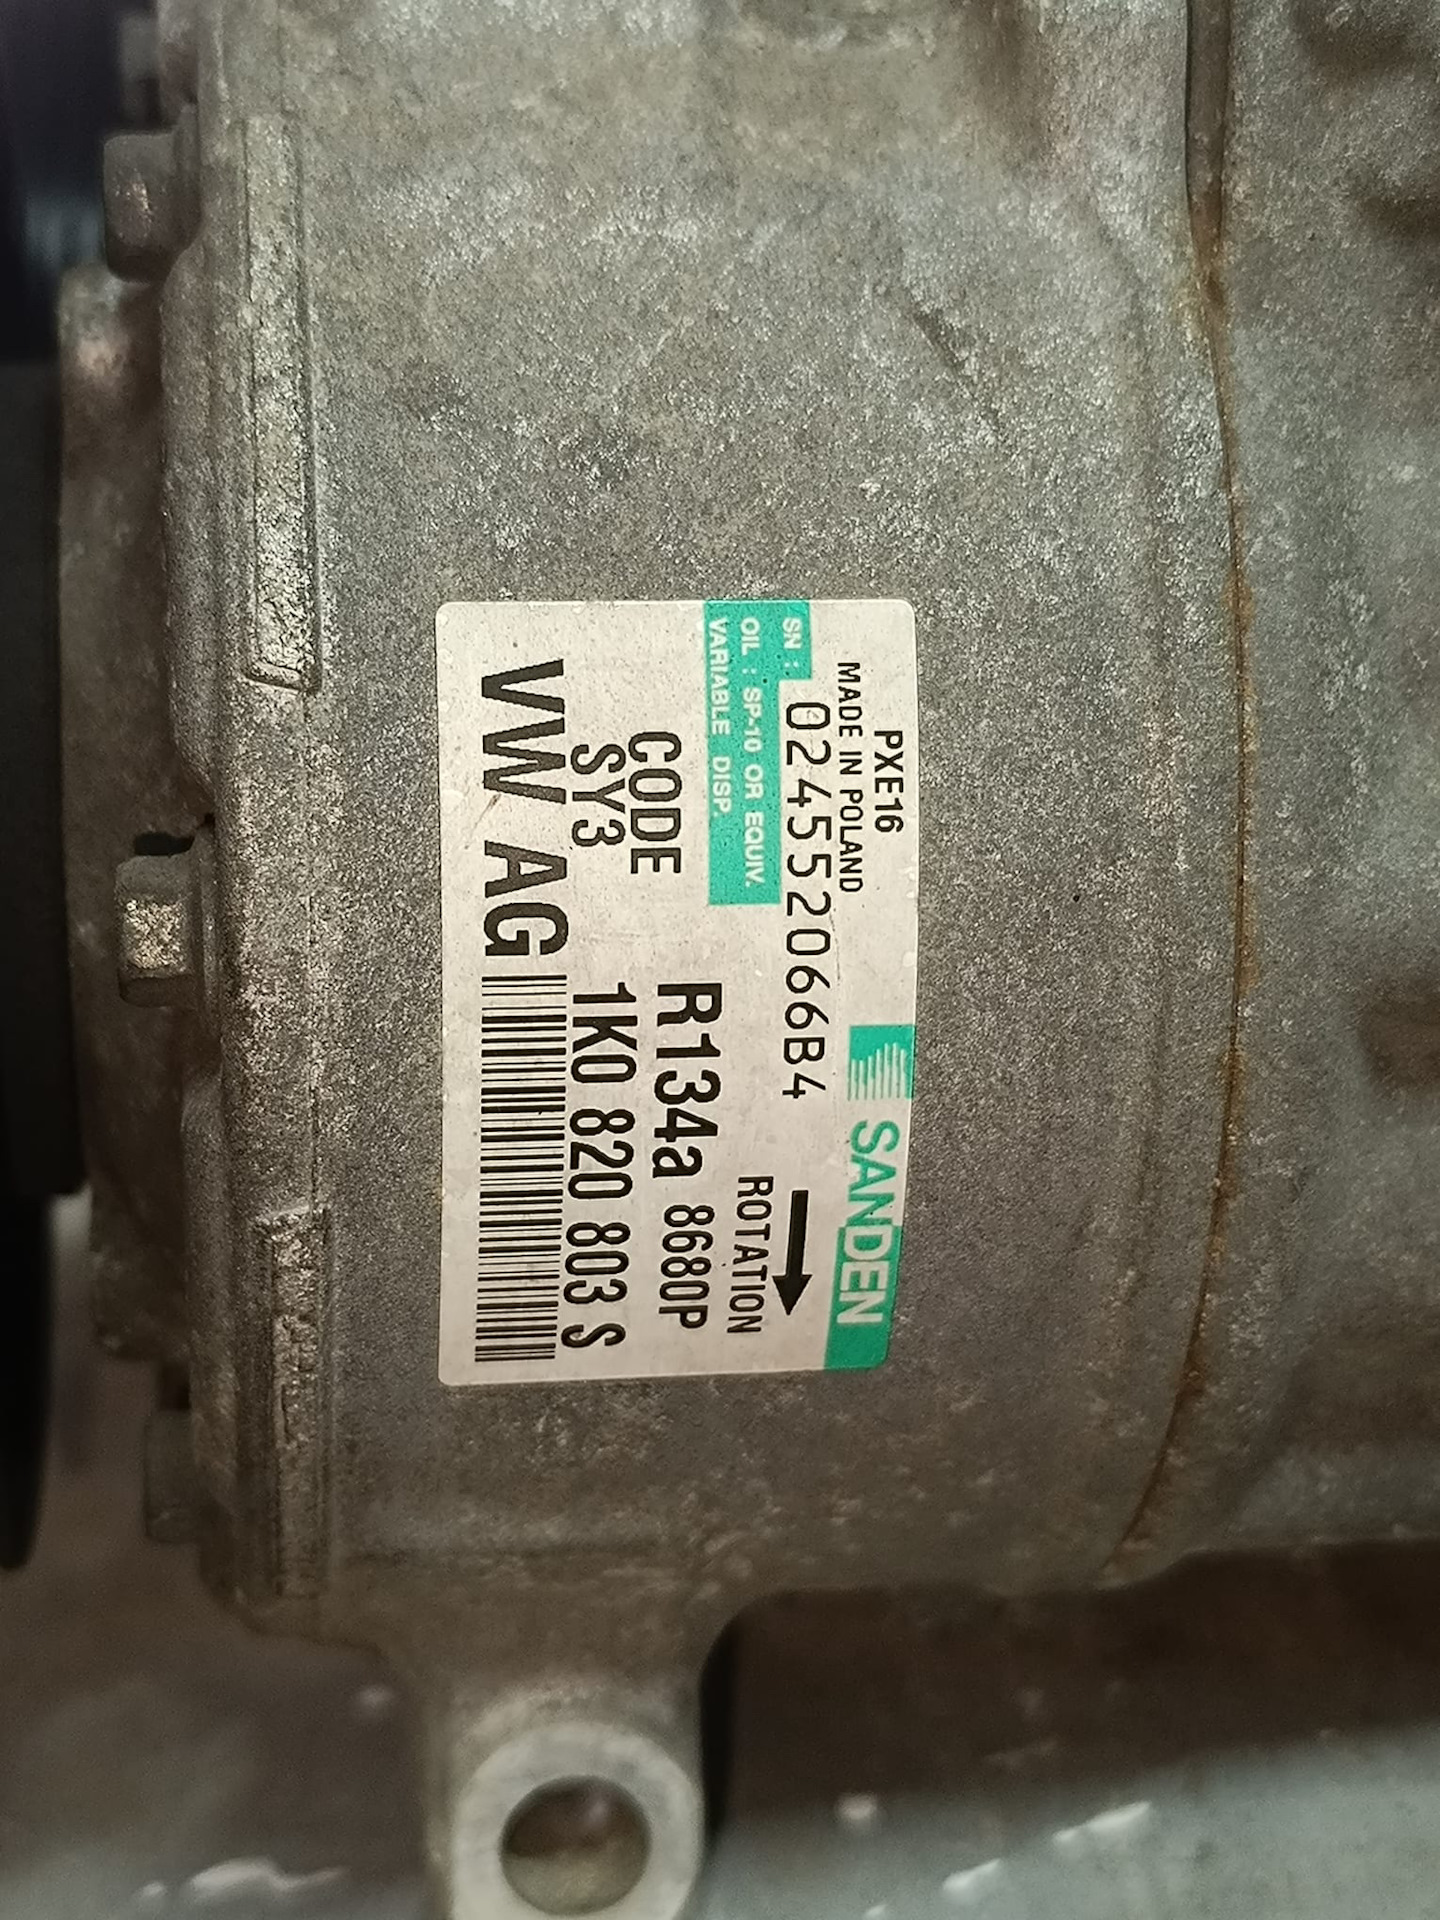 PXE16
MADE IN POLAND
SANDEN
SN : 024552066B4
OIL : SP-10 OR EQUIV.
VARIABLE DISP.
ROTATION
CODE
SY3
R134a 8680P
1K0 820 803 S
VW AG